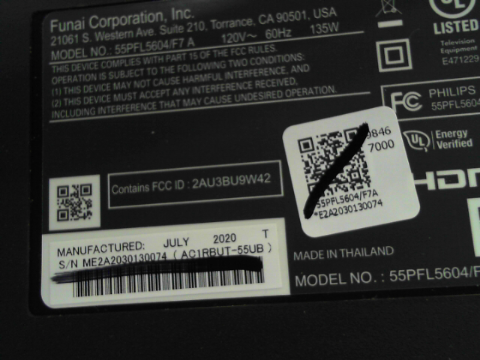 Funai Corporation, Inc.
21061 S. Western Ave. Suite 210, Torrance, CA 90501, USA
MODEL NO.: 55PFL5604/F7 A 120V~ 60Hz 135W
THIS DEVICE COMPLIES WITH PART 15 OF THE FCC RULES.
OPERATION IS SUBJECT TO THE FOLLOWING TWO CONDITIONS:
(1) THIS DEVICE MAY NOT CAUSE HARMFUL INTERFERENCE, AND
(2) THIS DEVICE MUST ACCEPT ANY INTERFERENCE RECEIVED,
INCLUDING INTERFERENCE THAT MAY CAUSE UNDESIRED OPERATION.
UL
LISTED
Television
Equipment
E471229
FC
PHILIPS
55PFL5604
UL Energy
Verified
HDMI
9846
7000
55PFL5604/F7A
*E2A2030130074
Contains FCC ID : 2AU3BU9W42
MANUFACTURED: JULY 2020 T
S/N ME2A2030130074 (AC1RBUT-55UB)
MADE IN THAILAND
MODEL NO. : 55PFL5604/F